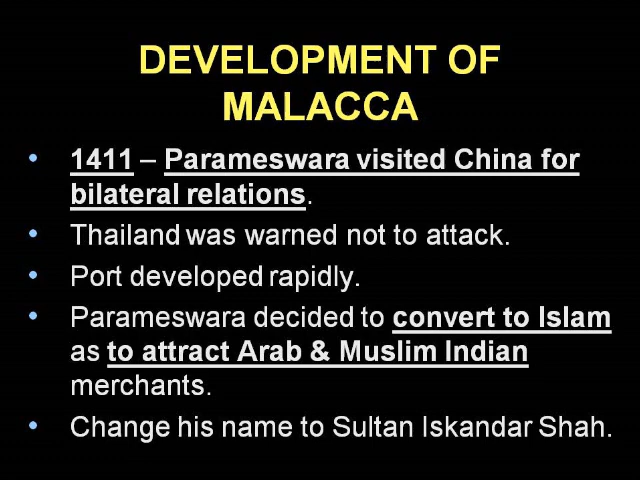 DEVELOPMENT OF
MALACCA
• 1411 – Parameswara visited China for
bilateral relations.
• Thailand was warned not to attack.
• Port developed rapidly.
• Parameswara decided to convert to Islam
as to attract Arab & Muslim Indian
merchants.
• Change his name to Sultan Iskandar Shah.